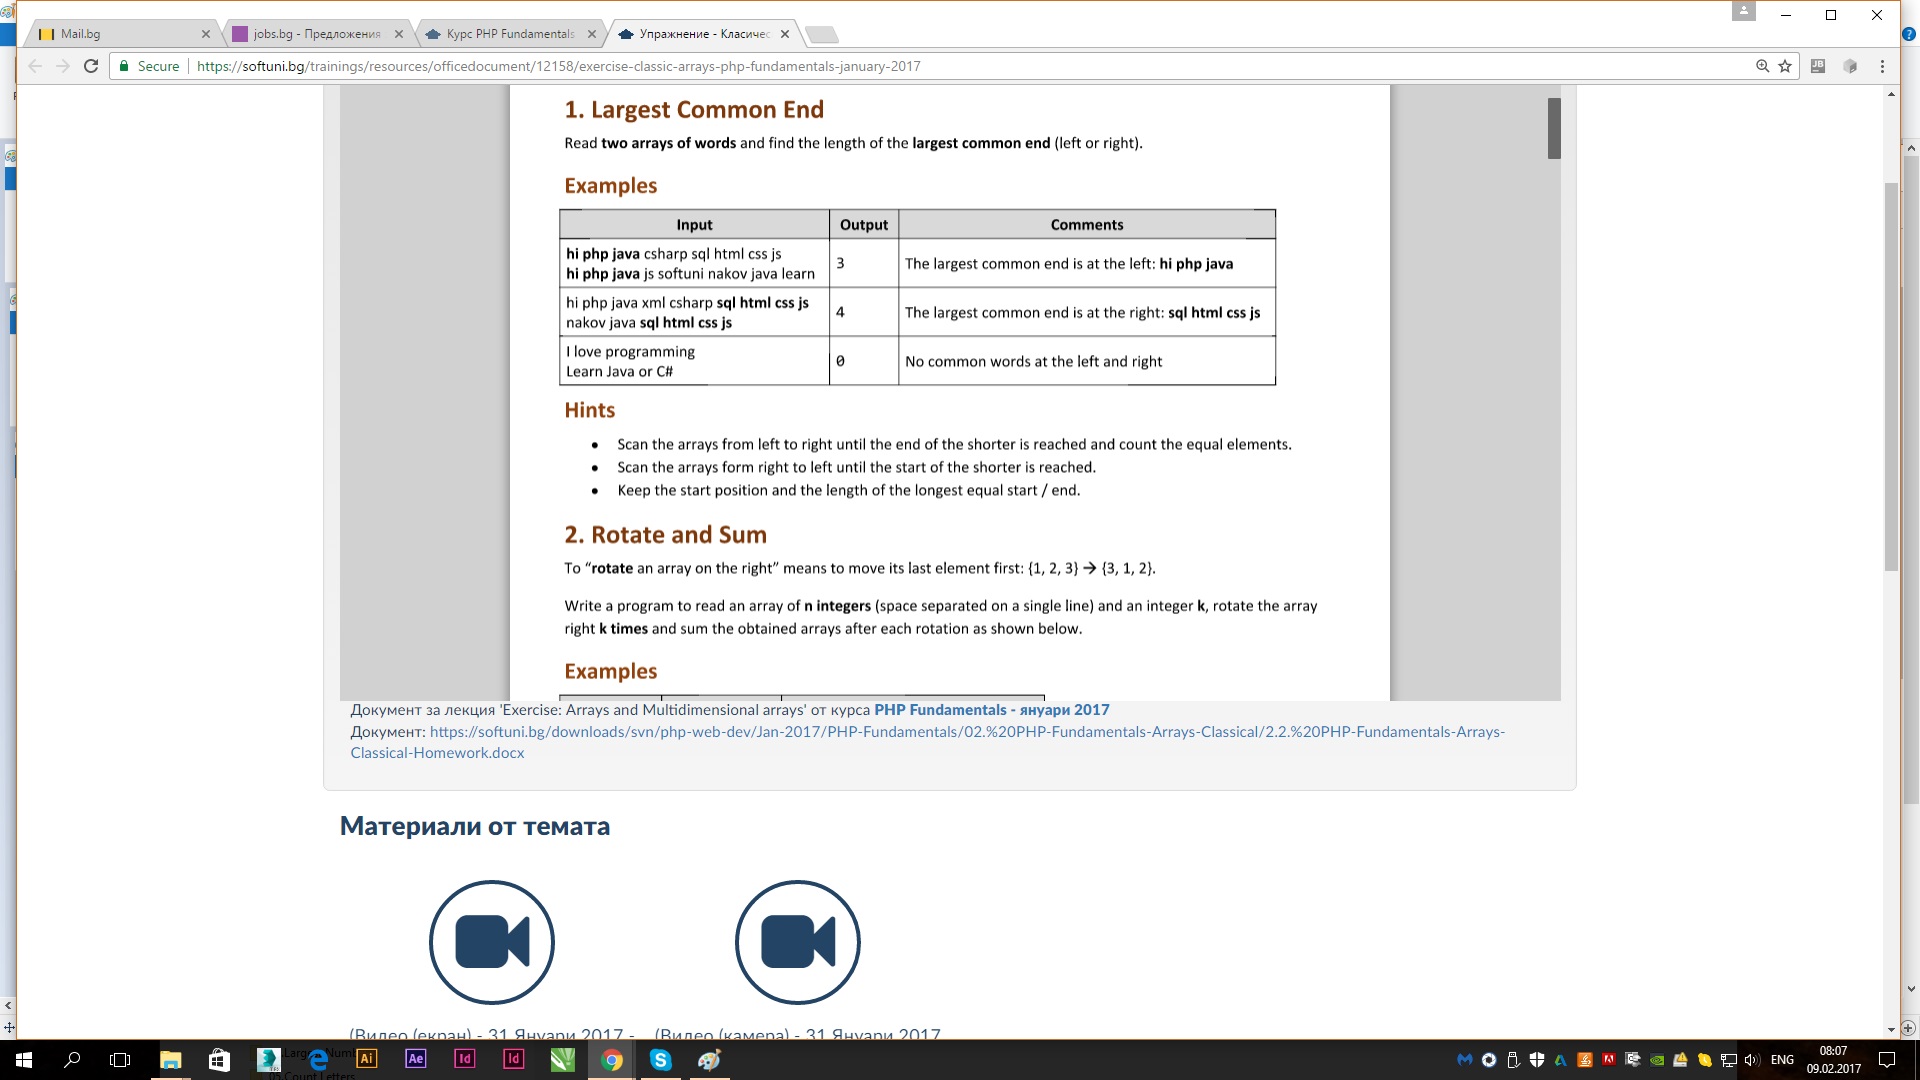 Mail.bg
jobs.bg - Предложения
Курс PHP Fundamentals
Упражнение - Класичес
Secure
https://softuni.bg/trainings/resources/officedocument/12158/exercise-classic-arrays-php-fundamentals-january-2017
1. Largest Common End
Read two arrays of words and find the length of the largest common end (left or right).
Examples
Input Output Comments
hi php java csharp sql html css js
hi php java js softuni nakov java learn
3
The largest common end is at the left: hi php java
hi php java xml csharp sql html css js
nakov java sql html css js
4
The largest common end is at the right: sql html css js
I love programming
Learn Java or C#
0
No common words at the left and right
Hints
• Scan the arrays from left to right until the end of the shorter is reached and count the equal elements.
• Scan the arrays form right to left until the start of the shorter is reached.
• Keep the start position and the length of the longest equal start / end.
2. Rotate and Sum
To “rotate an array on the right” means to move its last element first: {1, 2, 3} → {3, 1, 2}.
Write a program to read an array of n integers (space separated on a single line) and an integer k, rotate the array
right k times and sum the obtained arrays after each rotation as shown below.
Examples
Документ за лекция 'Exercise: Arrays and Multidimensional arrays' от курса PHP Fundamentals - януари 2017
Документ: https://softuni.bg/downloads/svn/php-web-dev/Jan-2017/PHP-Fundamentals/02.%20PHP-Fundamentals-Arrays-Classical/2.2.%20PHP-Fundamentals-Arrays-
Classical-Homework.docx
Материали от темата
(Видео (екран) - 31 Януари 2017 -
(Видео (камера) - 31 Януари 2017
Ai
Ae
Id
Id
ENG
08:07
09.02.2017